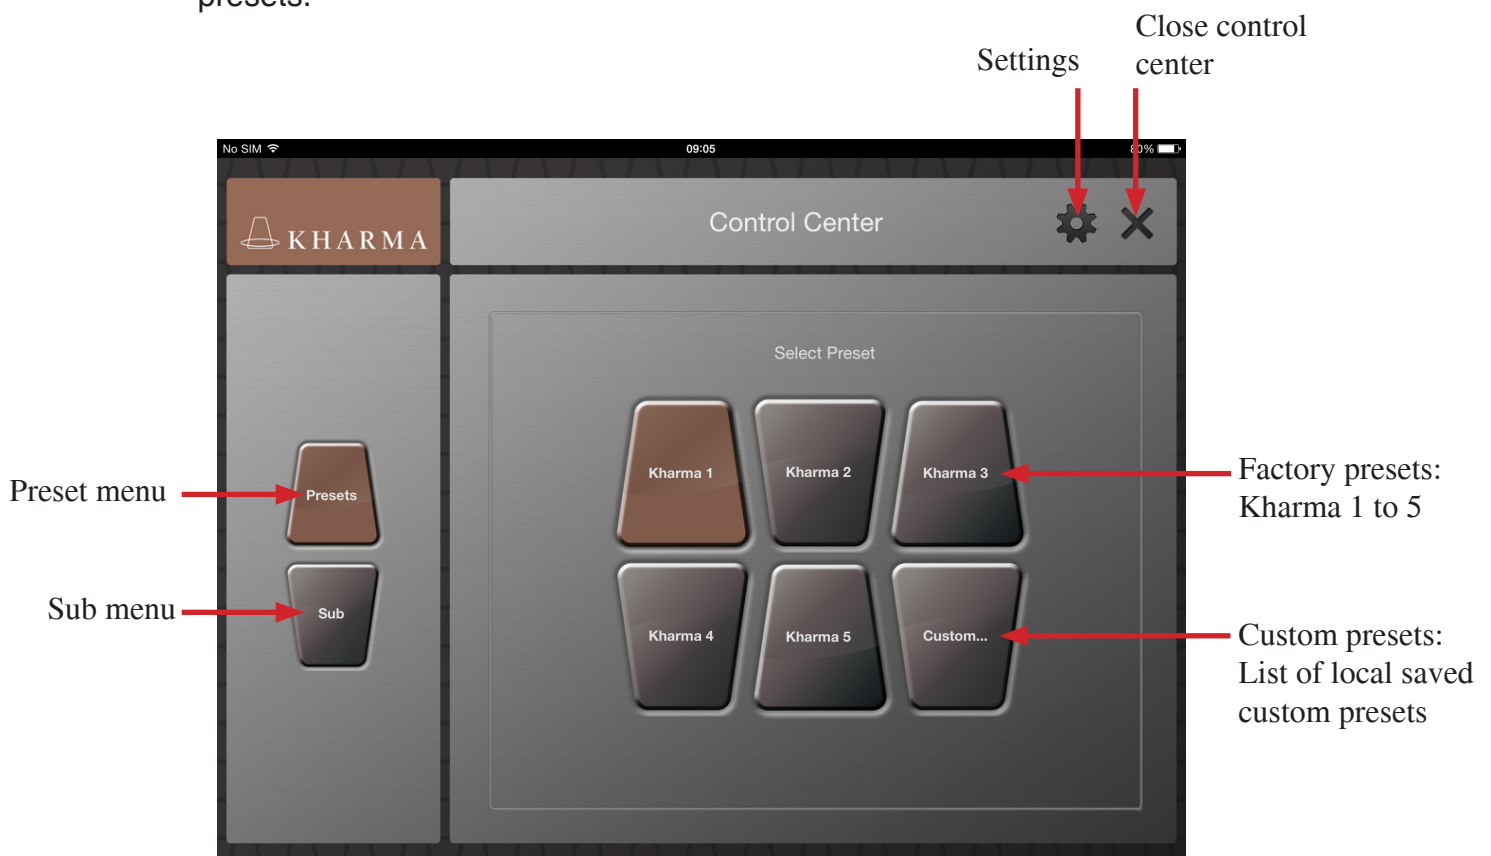 presets.
Close control
center
Settings
No SIM
09:05
80%
KHARMA
Control Center
Select Preset
Kharma 1
Kharma 2
Kharma 3
Factory presets:
Kharma 1 to 5
Preset menu
Presets
Sub menu
Sub
Kharma 4
Kharma 5
Custom...
Custom presets:
List of local saved
custom presets